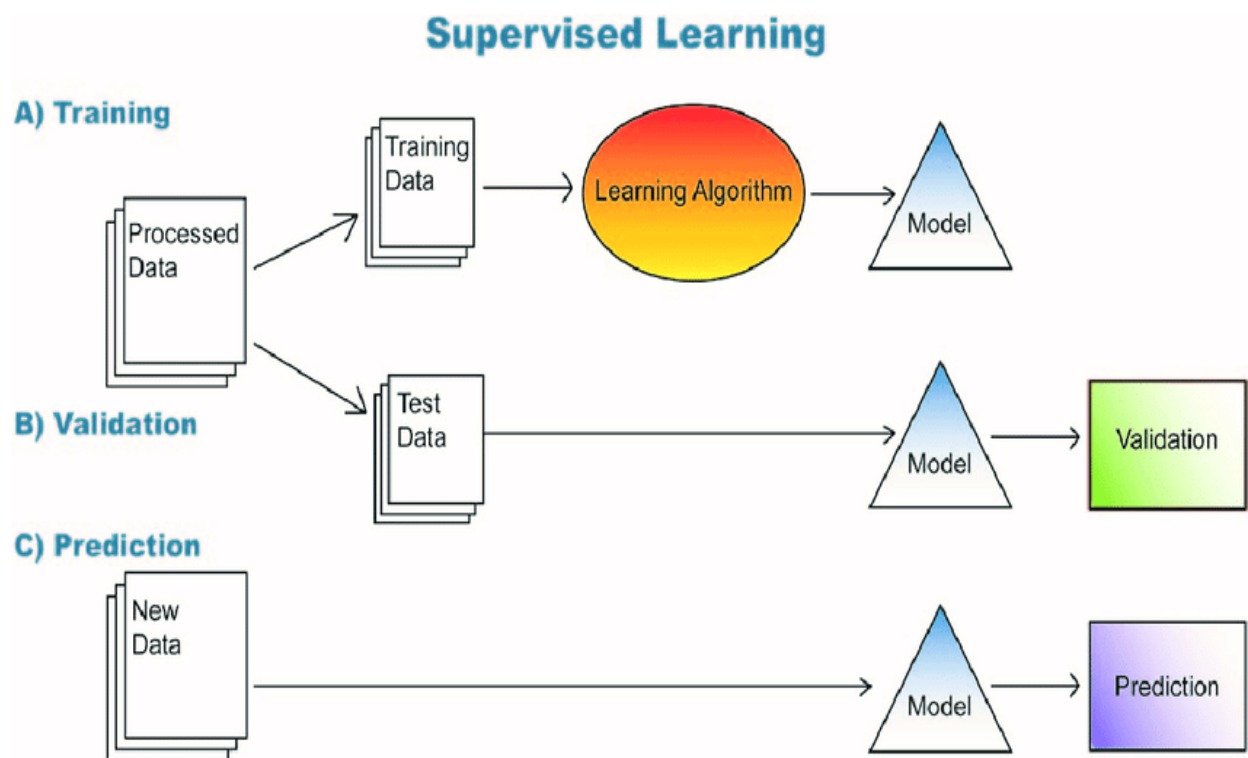 Supervised Learning
A) Training
Training
Data
Learning Algorithm
Model
Processed
Data
B) Validation
Test
Data
Model
Validation
C) Prediction
New
Data
Model
Prediction